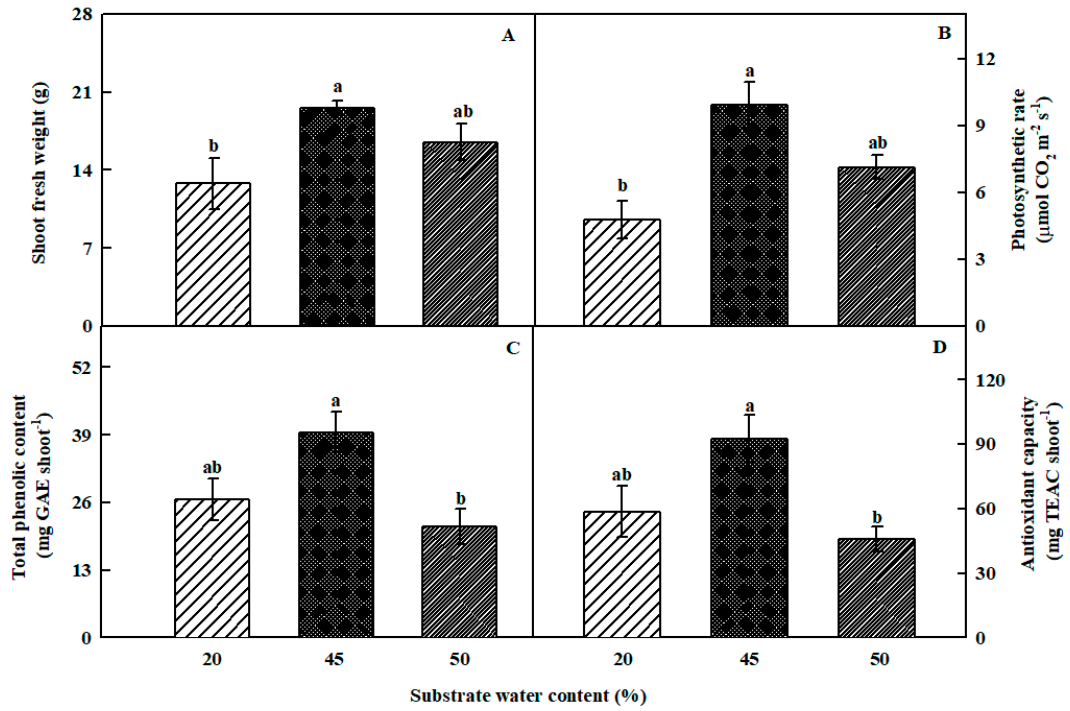 28
21
14
7
0
Shoot fresh weight (g)
A
b
a
ab
B
b
a
ab
12
9
6
3
0
Photosynthetic rate
(μmol CO₂ m⁻² s⁻¹)
52
39
26
13
0
Total phenolic content
(mg GAE shoot⁻¹)
C
ab
a
b
D
ab
a
b
120
90
60
30
0
Antioxidant capacity
(mg TEAC shoot⁻¹)
20 45 50 20 45 50
Substrate water content (%)